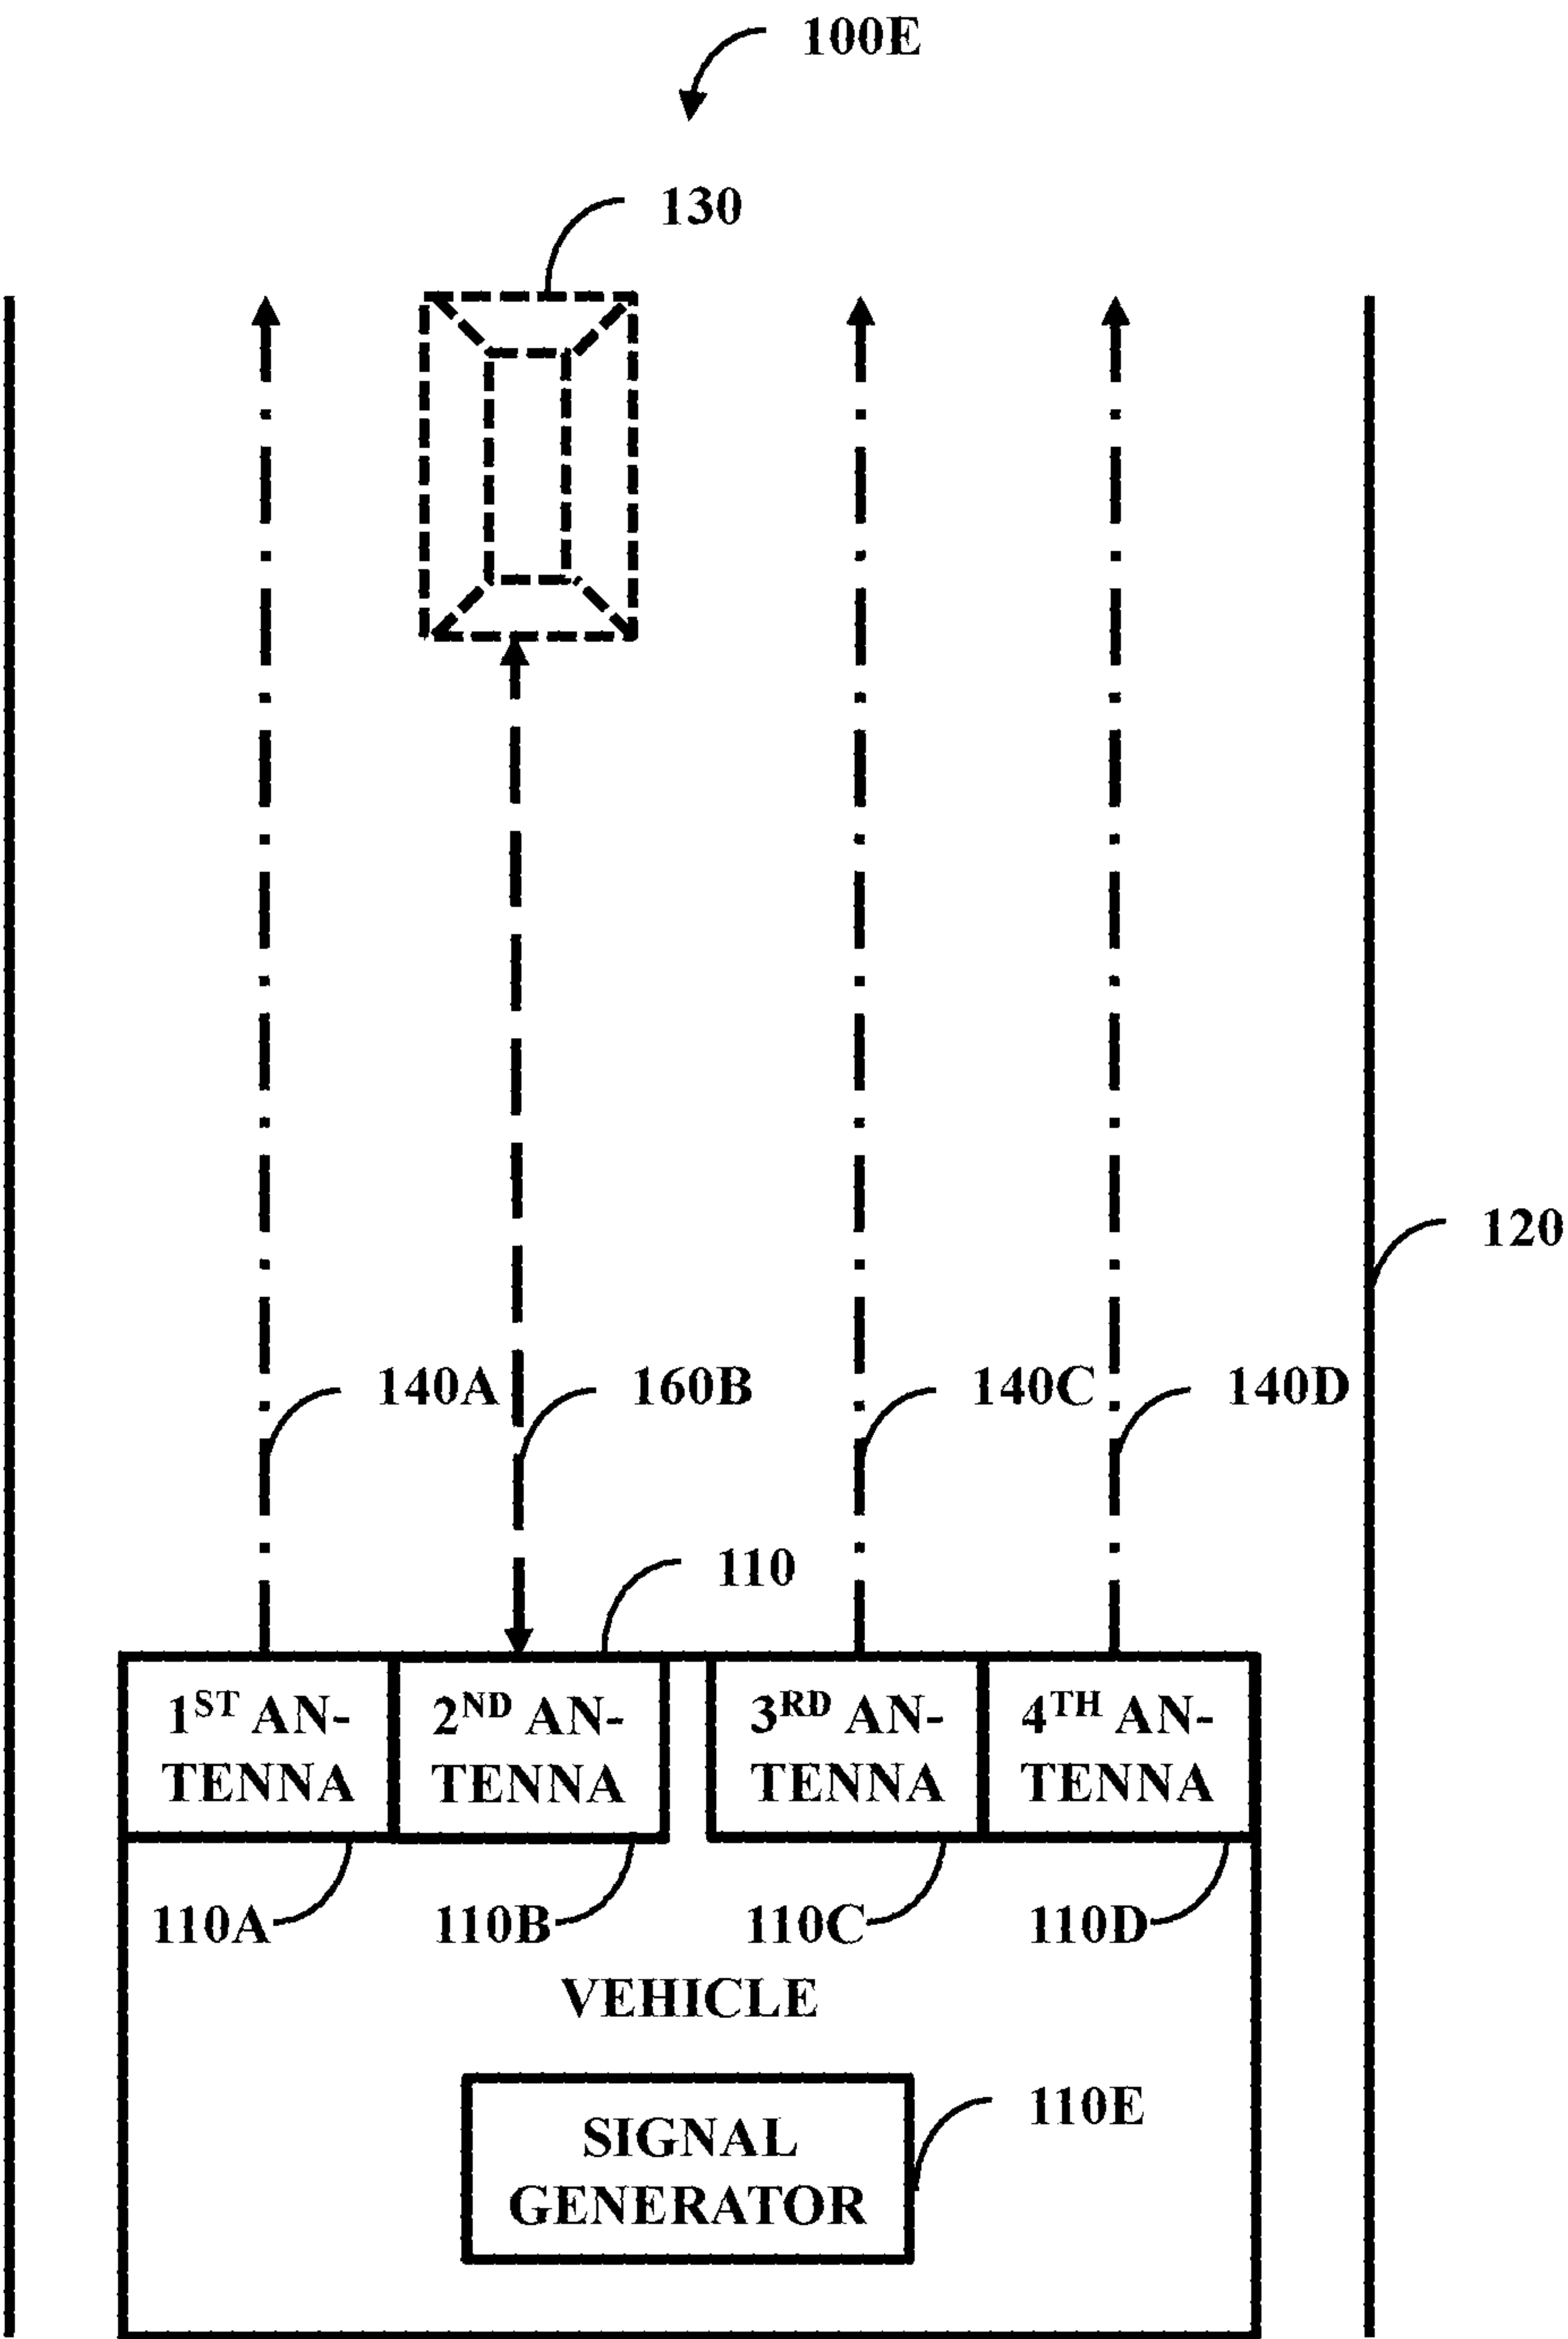 100E
130
120
140A 160B 140C 140D
110
1ST AN-
TENNA
2ND AN-
TENNA
3RD AN-
TENNA
4TH AN-
TENNA
110A 110B 110C 110D
VEHICLE
110E
SIGNAL
GENERATOR